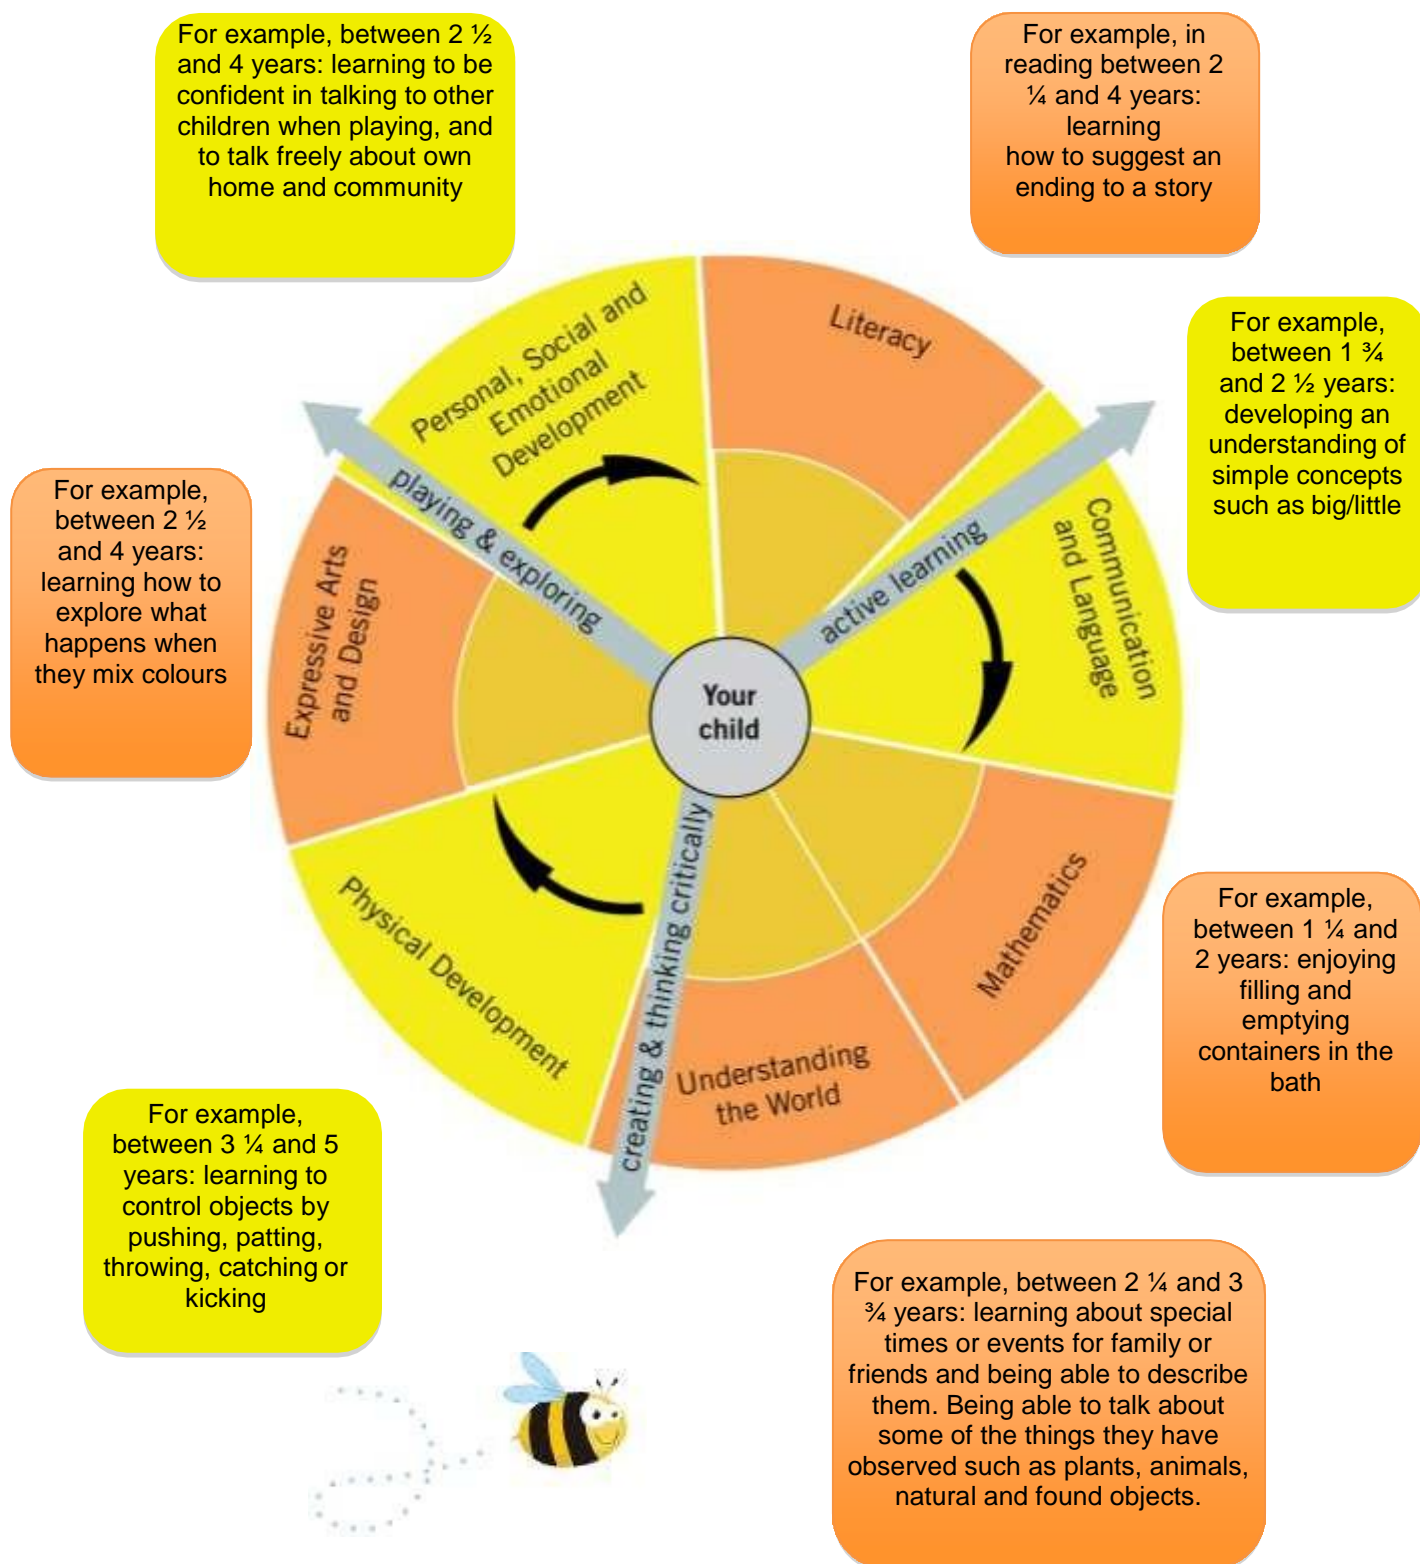 For example, between 2 ½
and 4 years: learning to be
confident in talking to other
children when playing, and
to talk freely about own
home and community
For example, in
reading between 2
¼ and 4 years:
learning
how to suggest an
ending to a story
For example,
between 1 ¾
and 2 ½ years:
developing an
understanding of
simple concepts
such as big/little
For example,
between 2 ½
and 4 years:
learning how to
explore what
happens when
they mix colours
Personal, Social and
Emotional
Development
Literacy
Communication
and Language
Expressive Arts
and Design
playing & exploring
active learning
Your
child
creating & thinking critically
Physical Development
Mathematics
Understanding
the World
For example,
between 1 ¼ and
2 years: enjoying
filling and
emptying
containers in the
bath
For example,
between 3 ¼ and 5
years: learning to
control objects by
pushing, patting,
throwing, catching or
kicking
For example, between 2 ¼ and 3
¾ years: learning about special
times or events for family or
friends and being able to describe
them. Being able to talk about
some of the things they have
observed such as plants, animals,
natural and found objects.